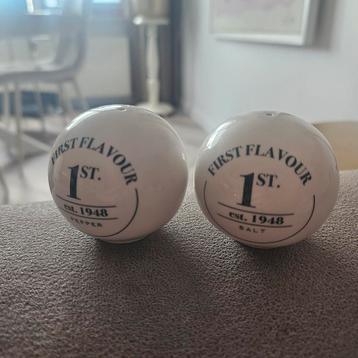 FIRST FLAVOUR
1ST.
est. 1948
PEPPER
FIRST FLAVOUR
1ST.
est. 1948
SALT